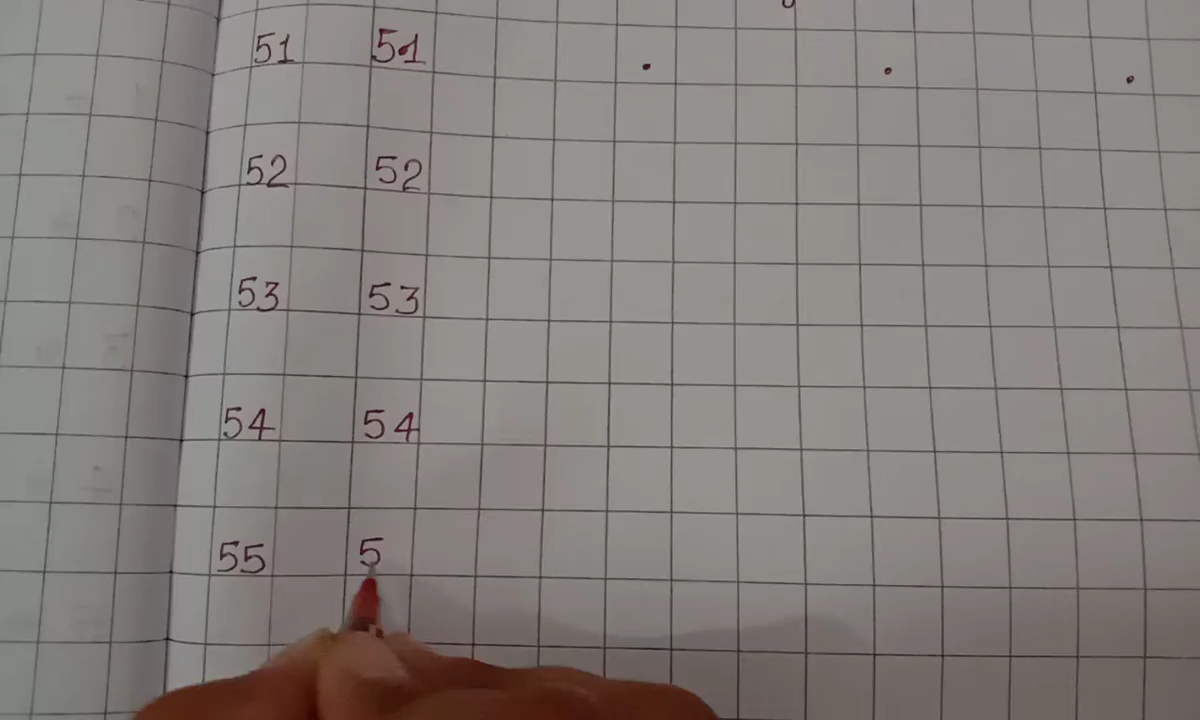 51 51 . . .
52 52
53 53
54 54
55 5